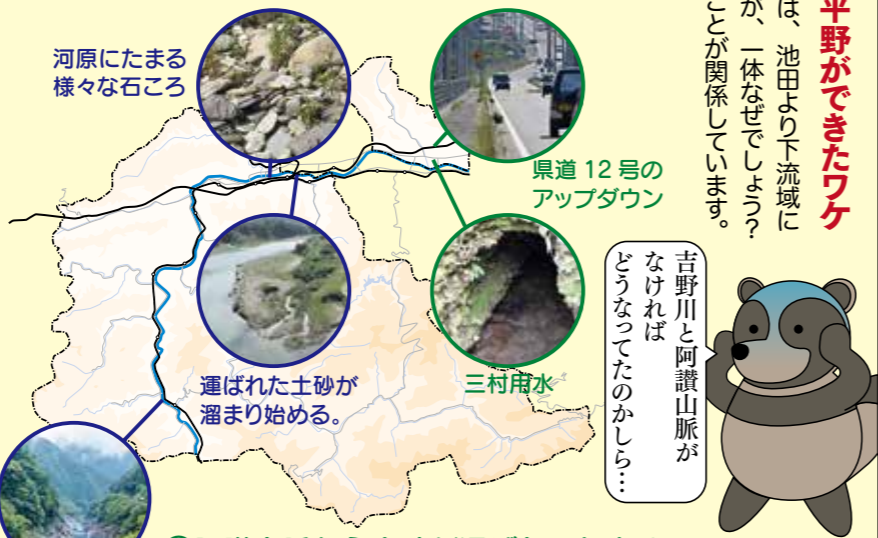 平野ができたワケ
は、池田より下流域に
が、一体なぜでしょう？
ことが関係しています。
河原にたまる
様々な石ころ
県道 12 号の
アップダウン
運ばれた土砂が
溜まり始める。
三村用水
吉野川と阿讃山脈が
なければ
どうなってたのかしら…